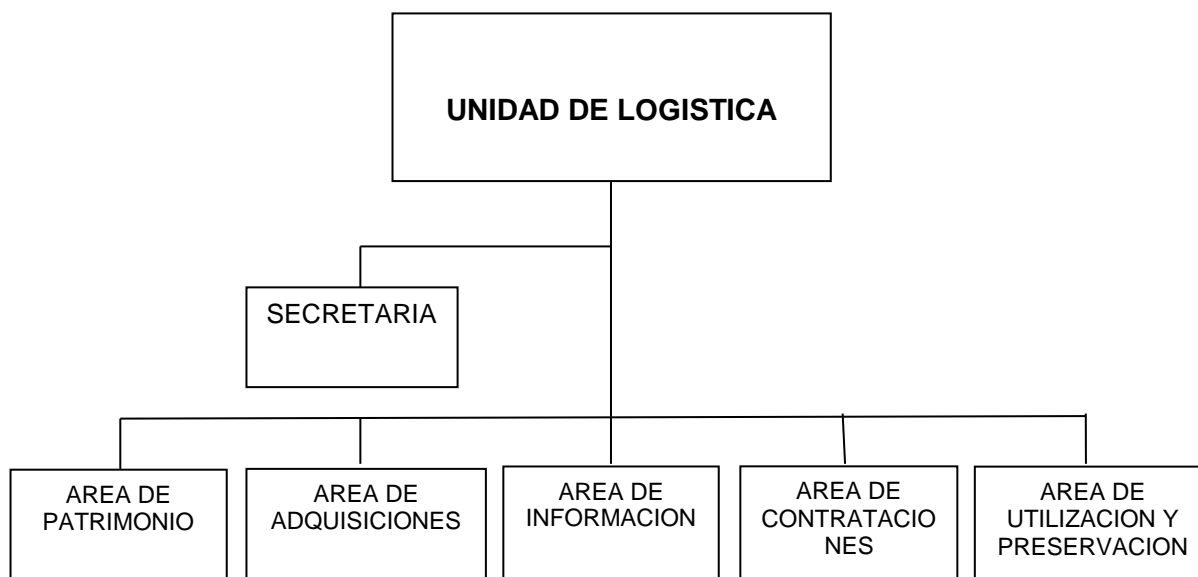 UNIDAD DE LOGISTICA
SECRETARIA
AREA DE
PATRIMONIO
AREA DE
ADQUISICIONES
AREA DE
INFORMACION
AREA DE
CONTRATACIO
NES
AREA DE
UTILIZACION Y
PRESERVACION